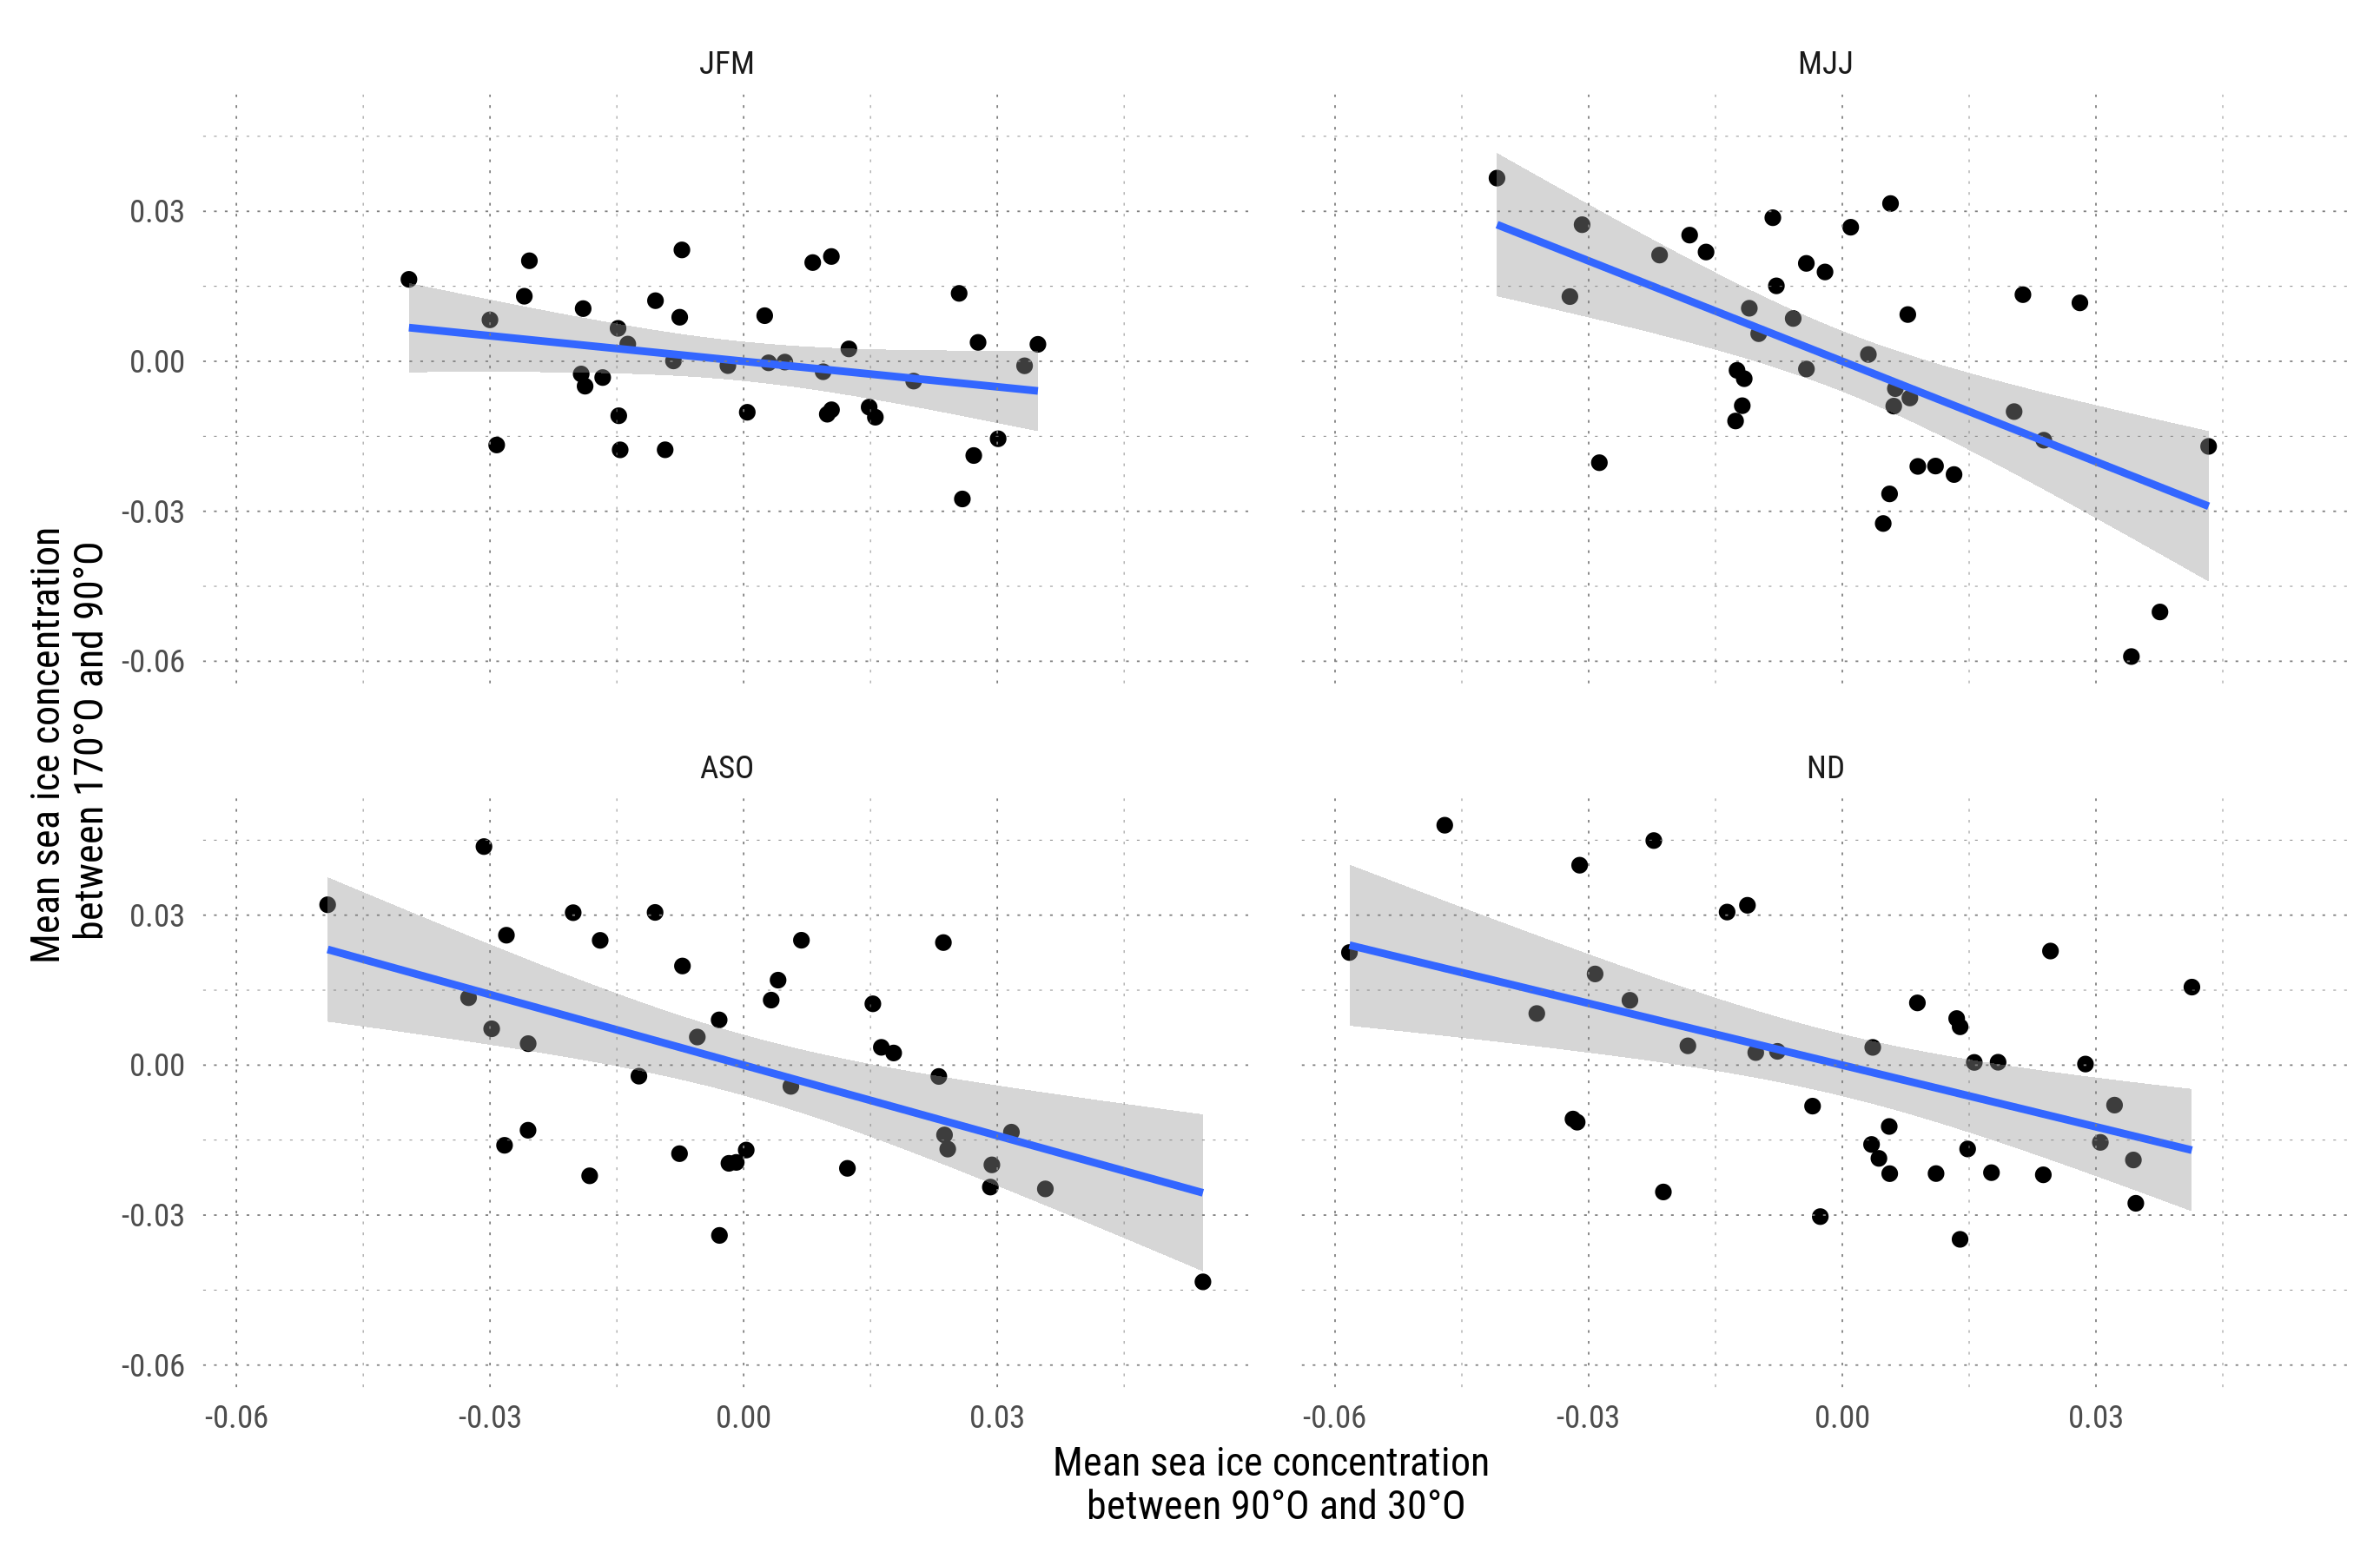 JFM
MJJ
0.03
0.00
-0.03
-0.06
ASO
ND
0.03
0.00
-0.03
-0.06
-0.06
-0.03
0.00
0.03
-0.06
-0.03
0.00
0.03
Mean sea ice concentration
between 170°O and 90°O
Mean sea ice concentration
between 90°O and 30°O